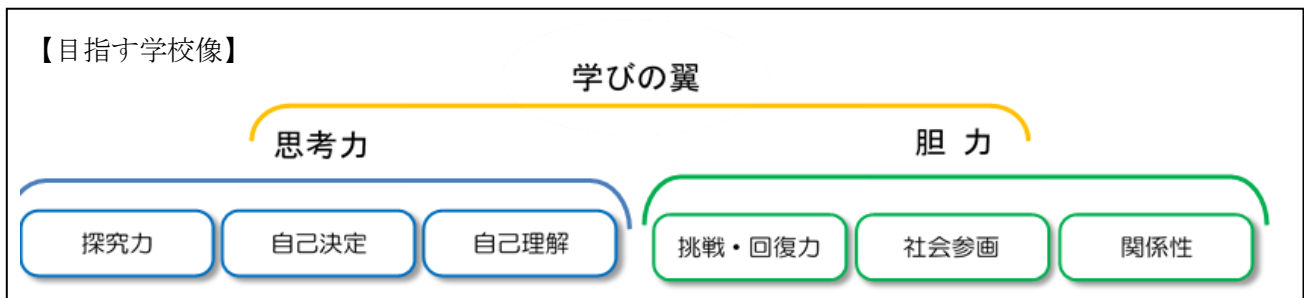 【目指す学校像】
学びの翼
思考力
胆 力
探究力
自己決定
自己理解
挑戦・回復力
社会参画
関係性